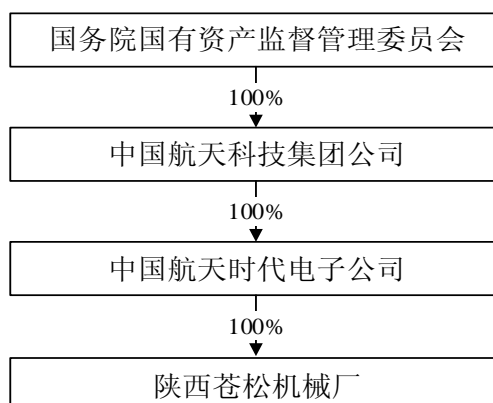 国务院国有资产监督管理委员会
100%
中国航天科技集团公司
100%
中国航天时代电子公司
100%
陕西苍松机械厂